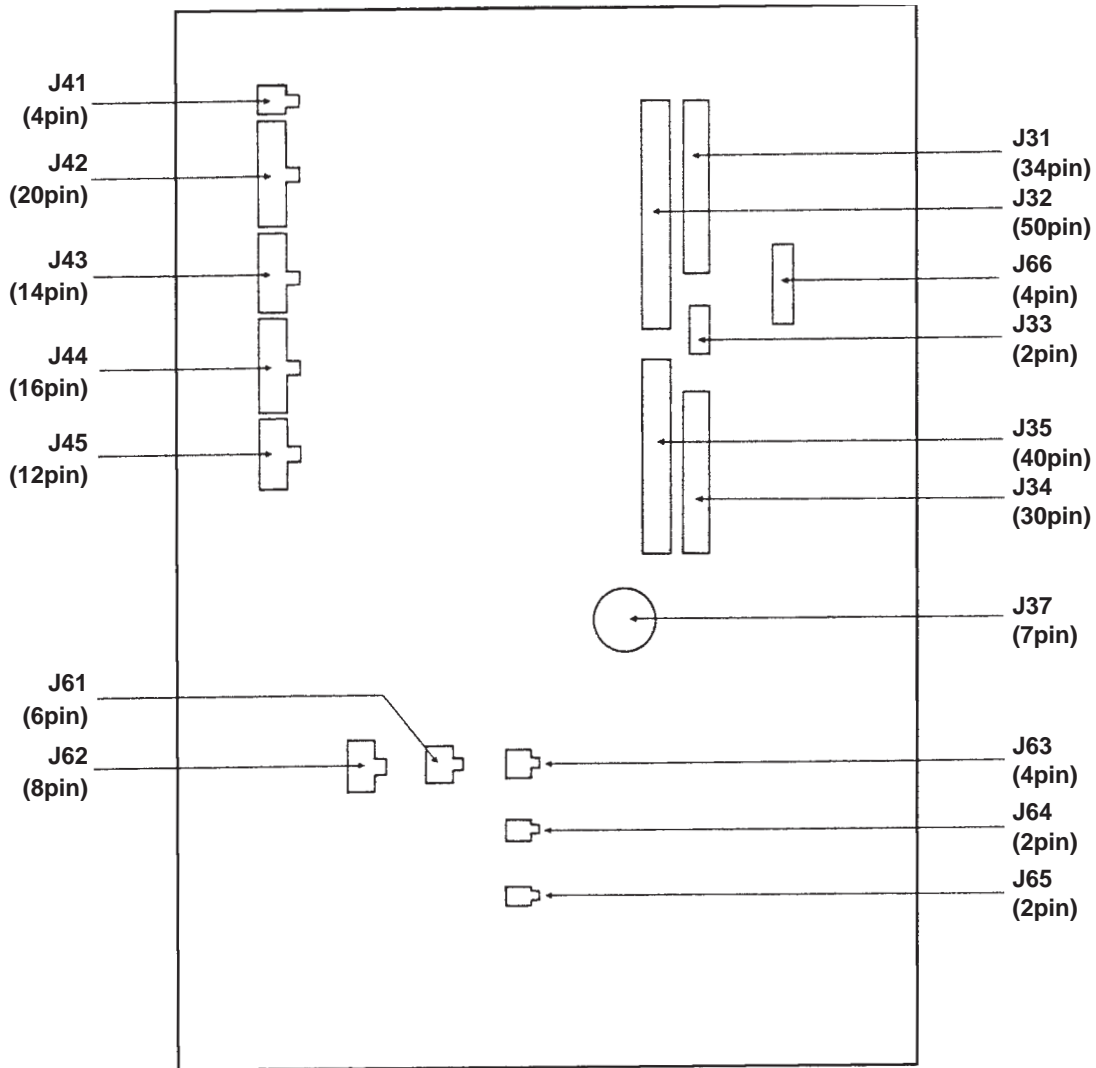 J41
(4pin)
J42
(20pin)
J43
(14pin)
J44
(16pin)
J45
(12pin)
J61
(6pin)
J62
(8pin)
J31
(34pin)
J32
(50pin)
J66
(4pin)
J33
(2pin)
J35
(40pin)
J34
(30pin)
J37
(7pin)
J63
(4pin)
J64
(2pin)
J65
(2pin)